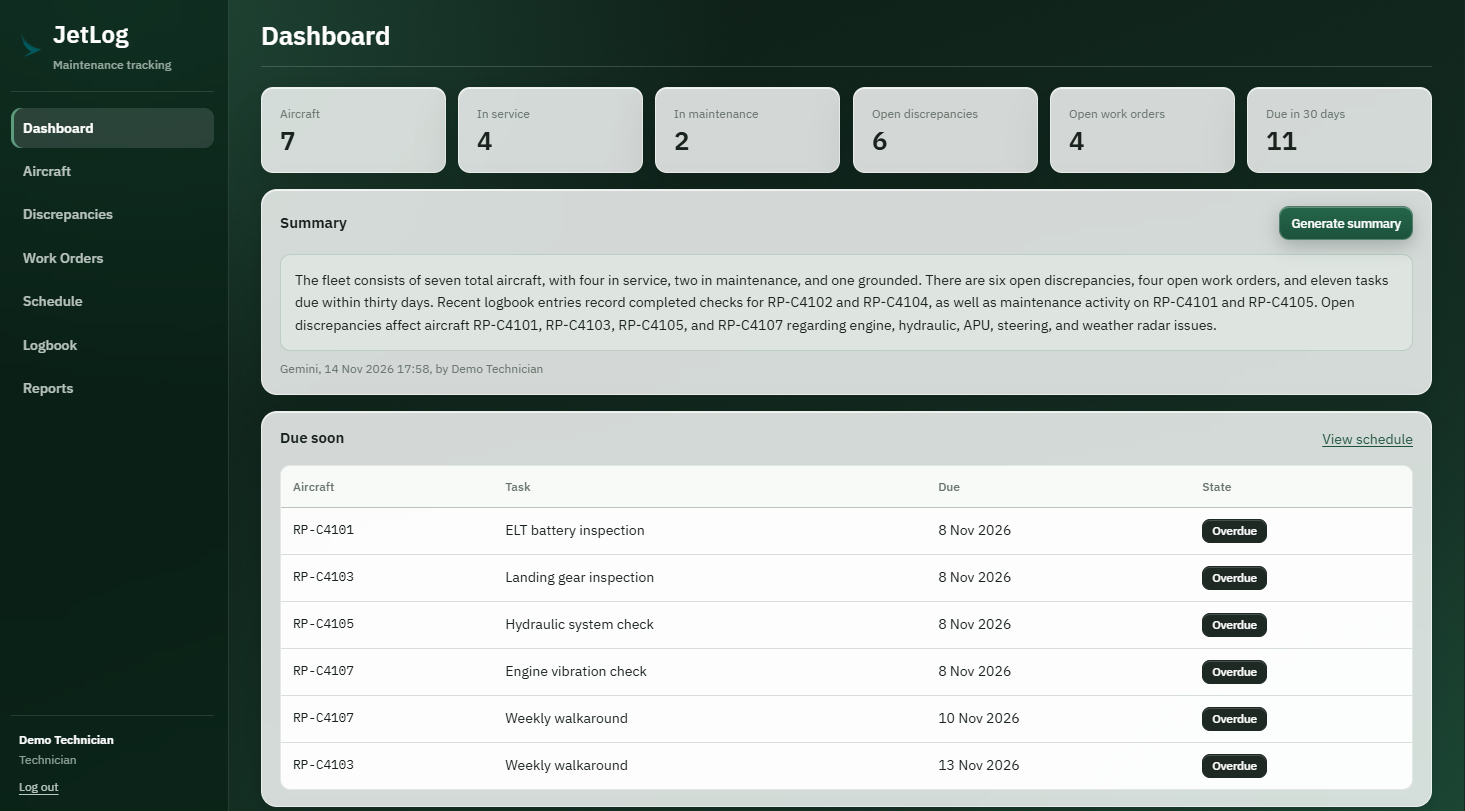 JetLog
Maintenance tracking
Dashboard
Aircraft
Discrepancies
Work Orders
Schedule
Logbook
Reports
Demo Technician
Technician
Log out
Dashboard
Aircraft
7
In service
4
In maintenance
2
Open discrepancies
6
Open work orders
4
Due in 30 days
11
Summary
Generate summary
The fleet consists of seven total aircraft, with four in service, two in maintenance, and one grounded. There are six open discrepancies, four open work orders, and eleven tasks
due within thirty days. Recent logbook entries record completed checks for RP-C4102 and RP-C4104, as well as maintenance activity on RP-C4101 and RP-C4105. Open
discrepancies affect aircraft RP-C4101, RP-C4103, RP-C4105, and RP-C4107 regarding engine, hydraulic, APU, steering, and weather radar issues.
Gemini, 14 Nov 2026 17:58, by Demo Technician
Due soon
View schedule
Aircraft Task Due State
RP-C4101 ELT battery inspection 8 Nov 2026 Overdue
RP-C4103 Landing gear inspection 8 Nov 2026 Overdue
RP-C4105 Hydraulic system check 8 Nov 2026 Overdue
RP-C4107 Engine vibration check 8 Nov 2026 Overdue
RP-C4107 Weekly walkaround 10 Nov 2026 Overdue
RP-C4103 Weekly walkaround 13 Nov 2026 Overdue